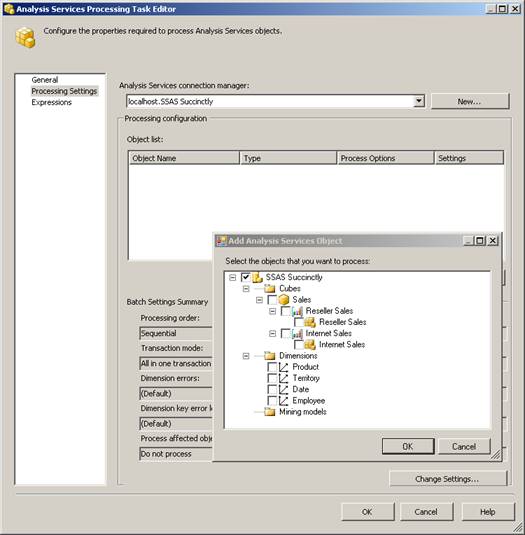 Analysis Services Processing Task Editor
Configure the properties required to process Analysis Services objects.
General
Processing Settings
Expressions
Analysis Services connection manager:
localhost.SSAS Succinctly
New...
Processing configuration
Object list:
Object Name Type Process Options Settings
Add Analysis Services Object
Select the objects that you want to process:
SSAS Succinctly
Cubes
Sales
Reseller Sales
Reseller Sales
Internet Sales
Internet Sales
Dimensions
Product
Territory
Date
Employee
Mining models
OK Cancel
Batch Settings Summary
Processing order:
Sequential
Transaction mode:
All in one transaction
Dimension errors:
(Default)
Dimension key error
(Default)
Process affected
Do not process
Change Settings...
OK Cancel Help